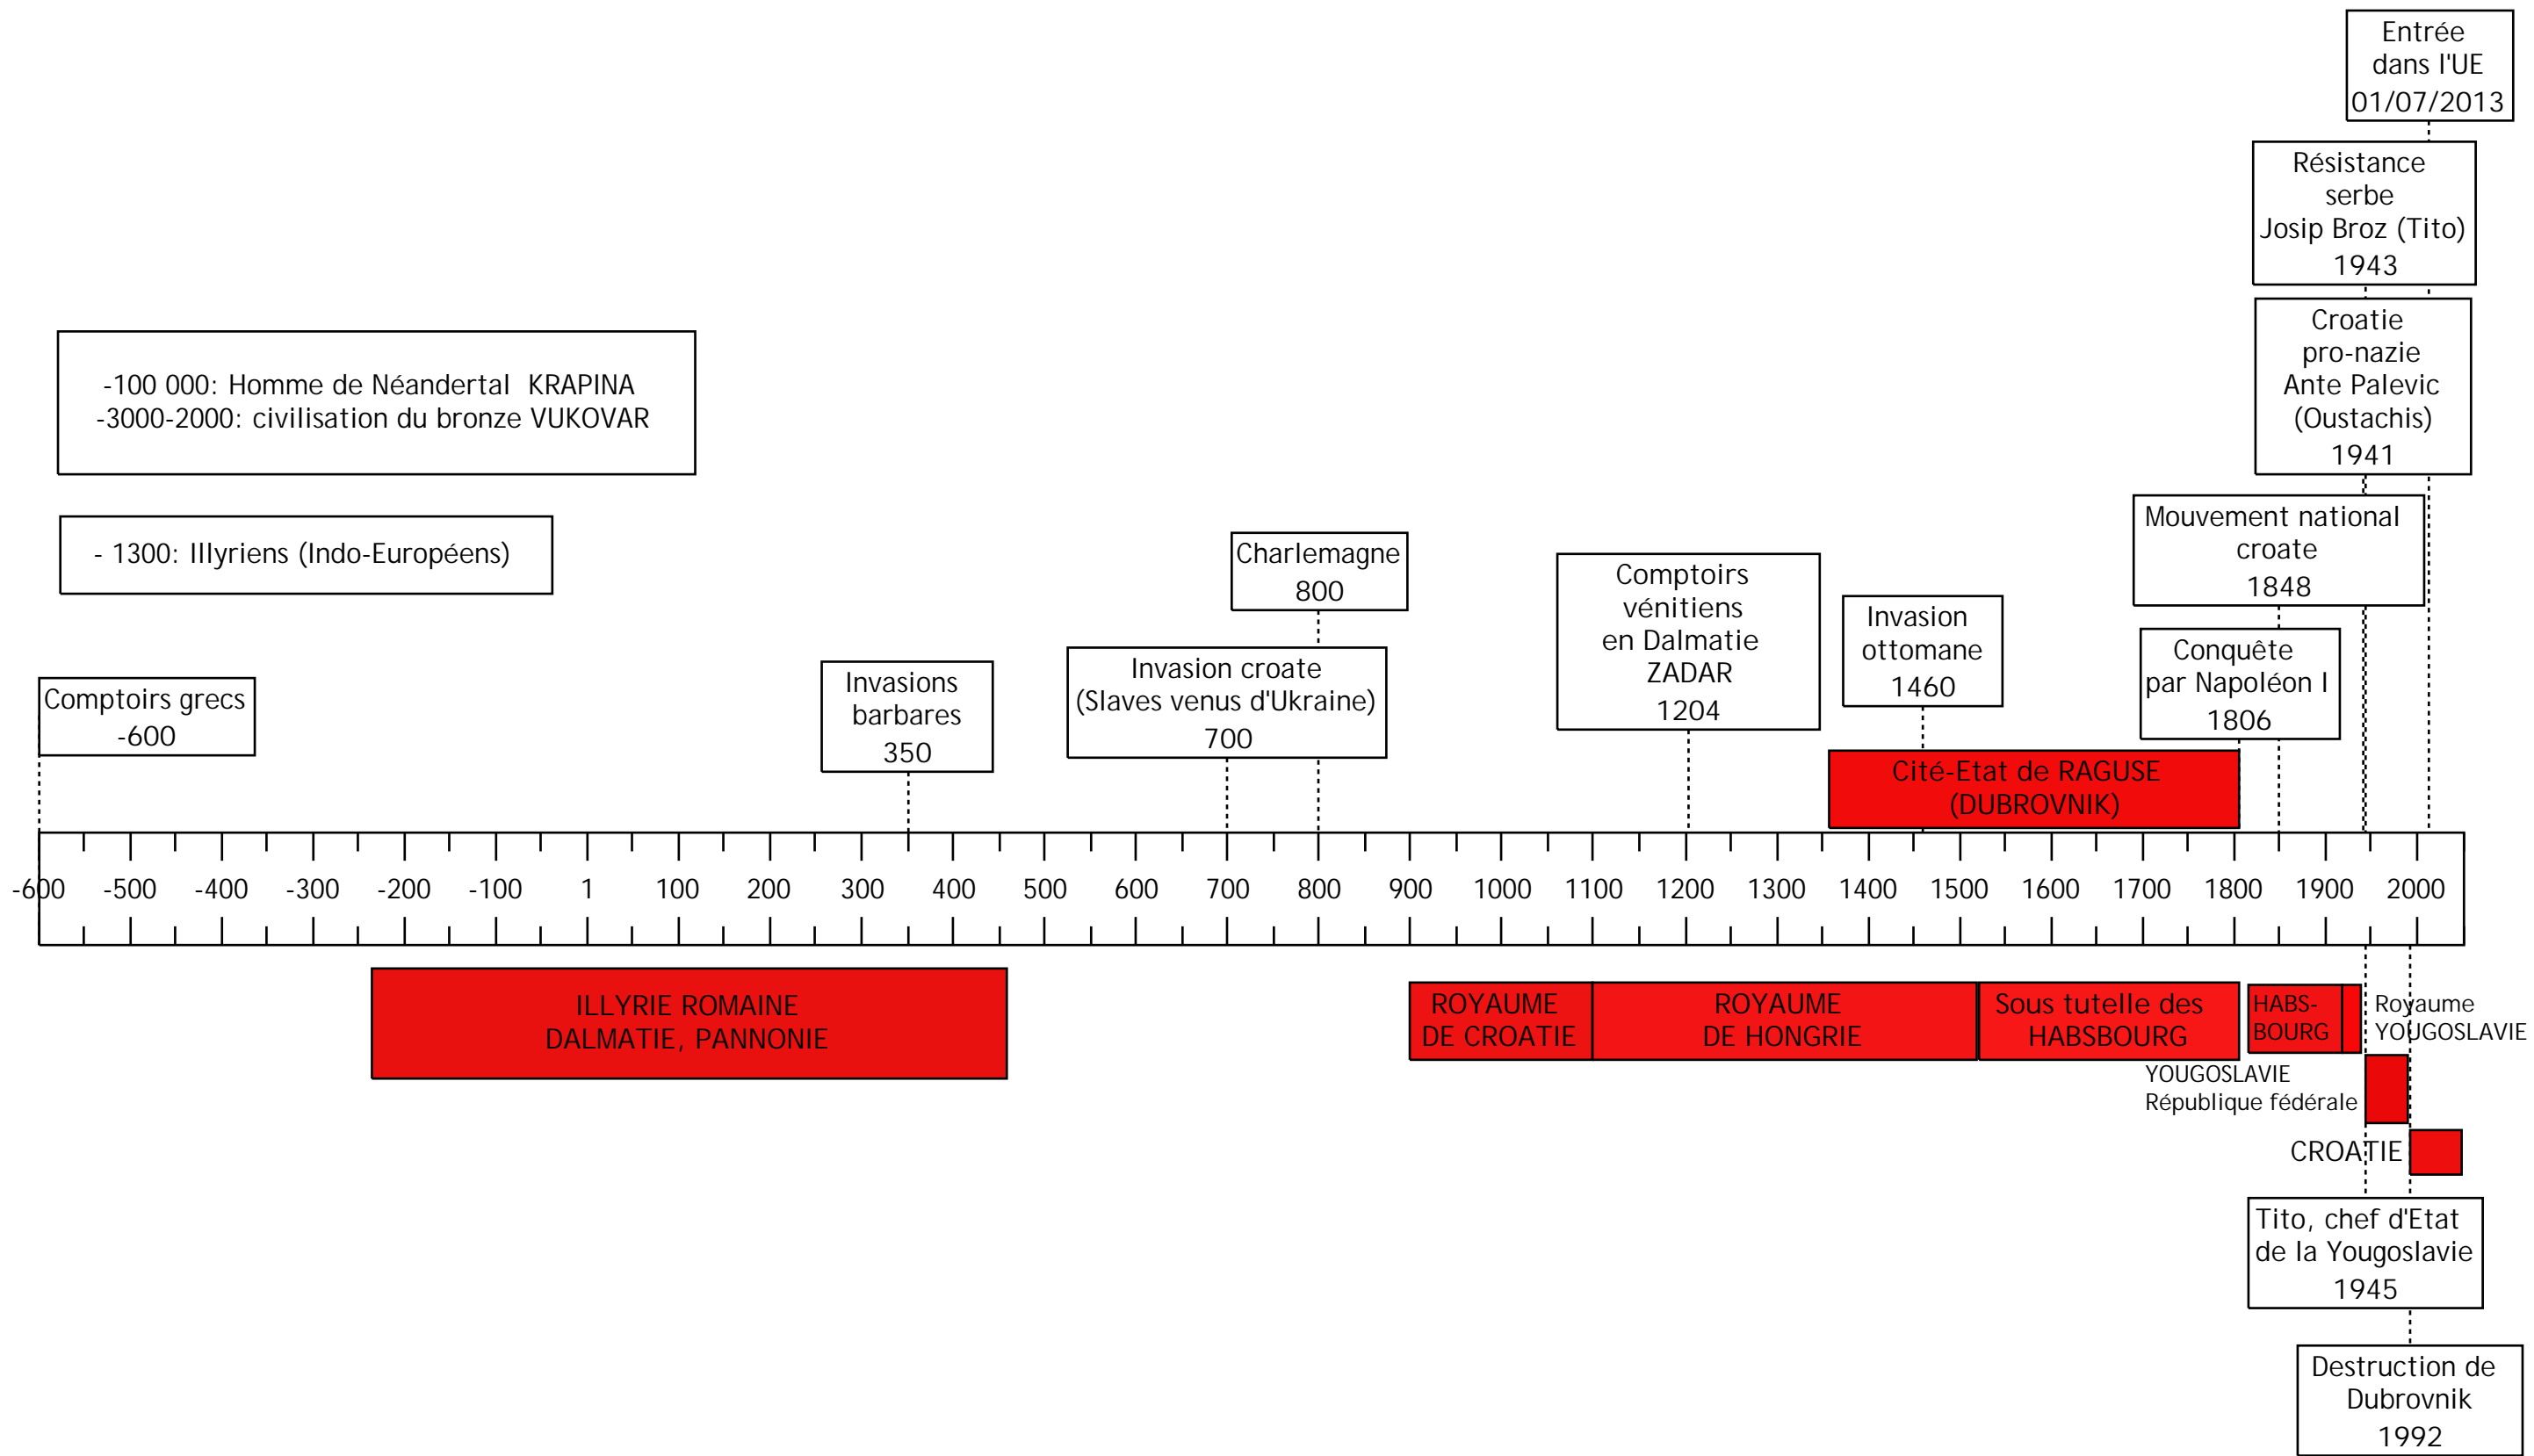 Entrée
dans l'UE
01/07/2013
Résistance
serbe
Josip Broz (Tito)
1943
Croatie
pro-nazie
Ante Palevic
(Oustachis)
1941
-100 000: Homme de Néandertal KRAPINA
-3000-2000: civilisation du bronze VUKOVAR
- 1300: Illyriens (Indo-Européens)
Mouvement national
croate
1848
Charlemagne
800
Comptoirs
vénitiens
en Dalmatie
ZADAR
1204
Invasion
ottomane
1460
Conquête
par Napoléon I
1806
Comptoirs grecs
-600
Invasions
barbares
350
Invasion croate
(Slaves venus d'Ukraine)
700
Cité-Etat de RAGUSE
(DUBROVNIK)
-600 -500 -400 -300 -200 -100 1 100 200 300 400 500 600 700 800 900 1000 1100 1200 1300 1400 1500 1600 1700 1800 1900 2000
ILLYRIE ROMAINE
DALMATIE, PANNONIE
ROYAUME
DE CROATIE
ROYAUME
DE HONGRIE
Sous tutelle des
HABSBOURG
HABS-
BOURG
Royaume
YOUGOSLAVIE
YOUGOSLAVIE
République fédérale
CROATIE
Tito, chef d'Etat
de la Yougoslavie
1945
Destruction de
Dubrovnik
1992